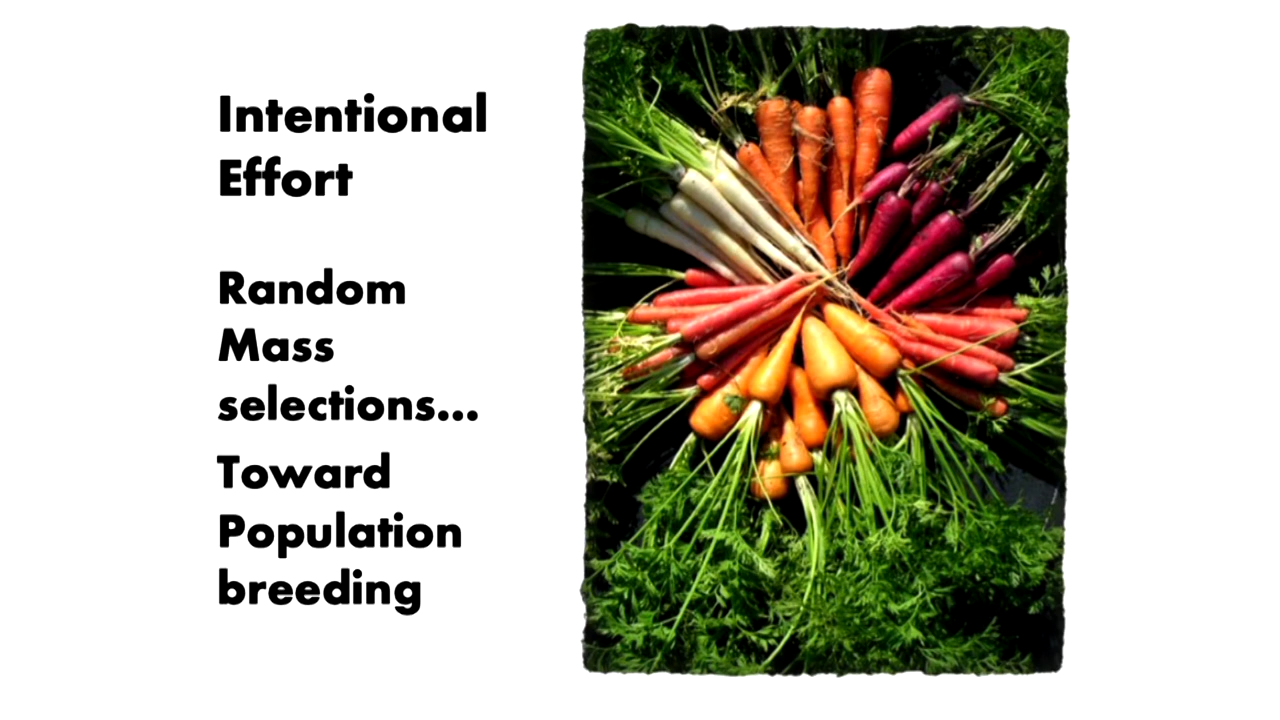 Intentional
Effort
Random
Mass
selections...
Toward
Population
breeding